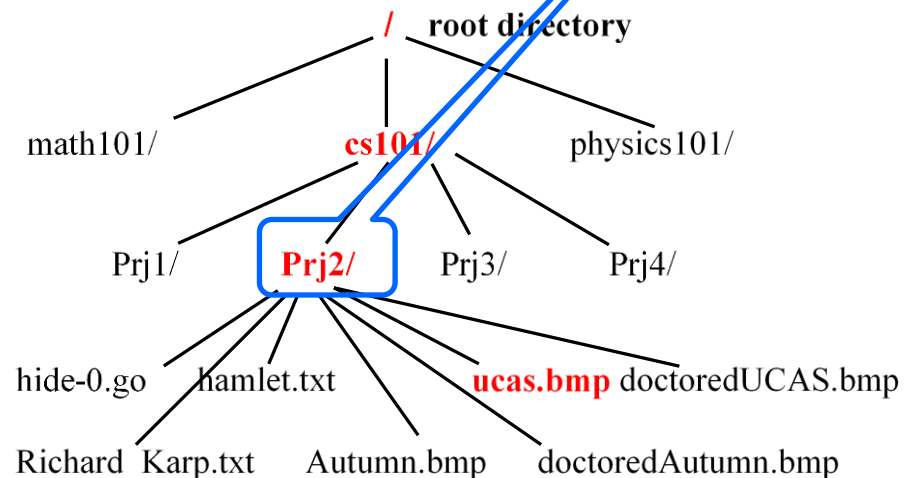 / root directory
math101/ cs101/ physics101/
Prj1/ Prj2/ Prj3/ Prj4/
hide-0.go hamlet.txt ucas.bmp doctoredUCAS.bmp
Richard Karp.txt Autumn.bmp doctoredAutumn.bmp